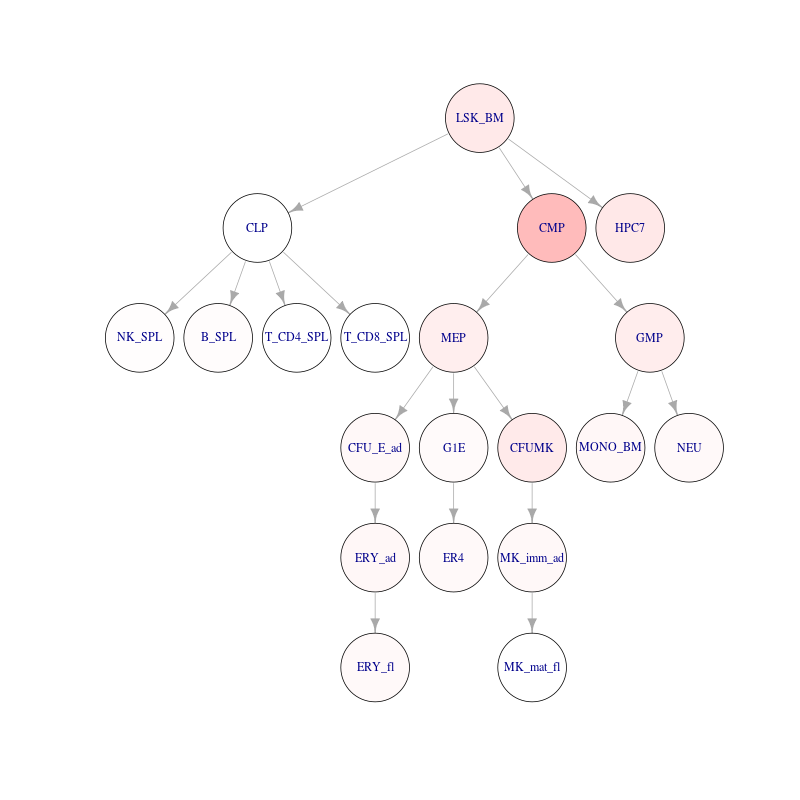 LSK_BM
CLP
CMP
HPC7
NK_SPL
B_SPL
T_CD4_SPL
T_CD8_SPL
MEP
GMP
CFU_E_ad
G1E
CFUMK
MONO_BM
NEU
ERY_ad
ER4
MK_imm_ad
ERY_fl
MK_mat_fl